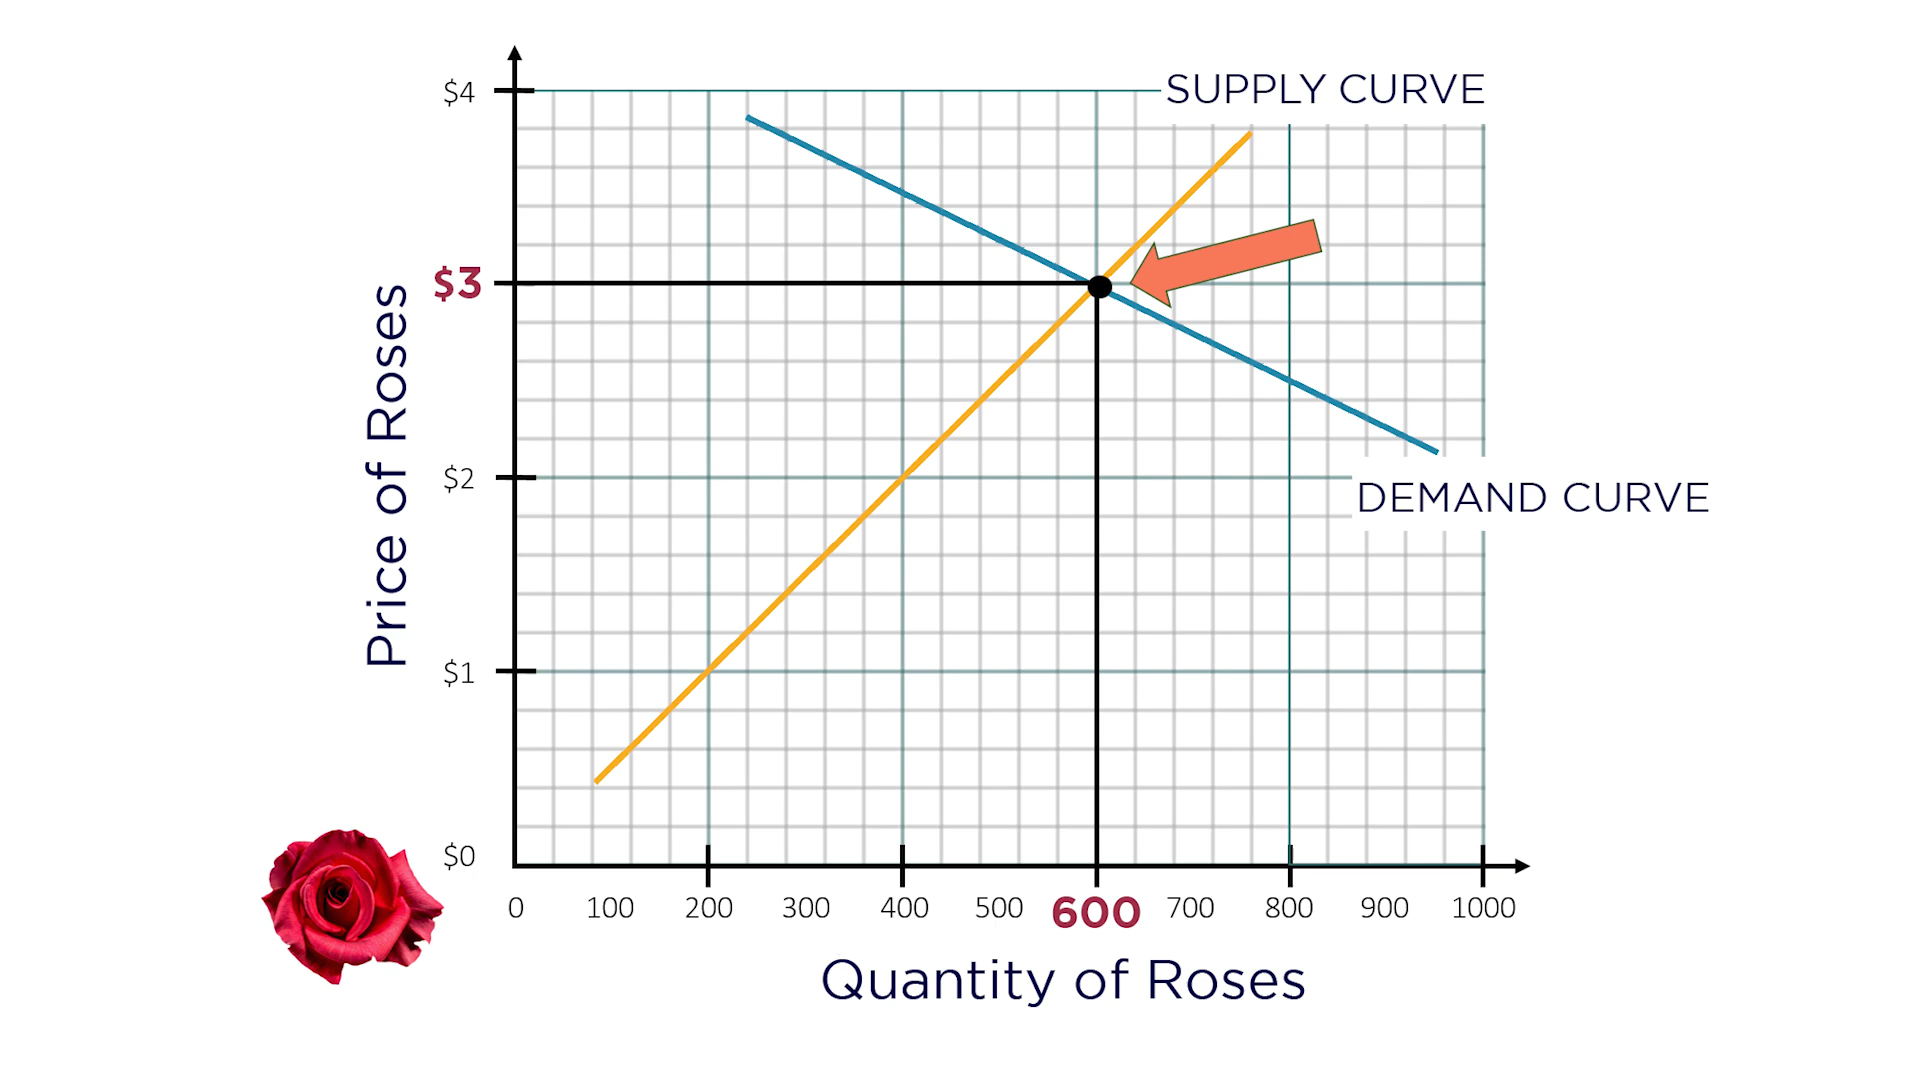 SUPPLY CURVE
$4
$3
$2
$1
$0
Price of Roses
DEMAND CURVE
0 100 200 300 400 500 600 700 800 900 1000
Quantity of Roses